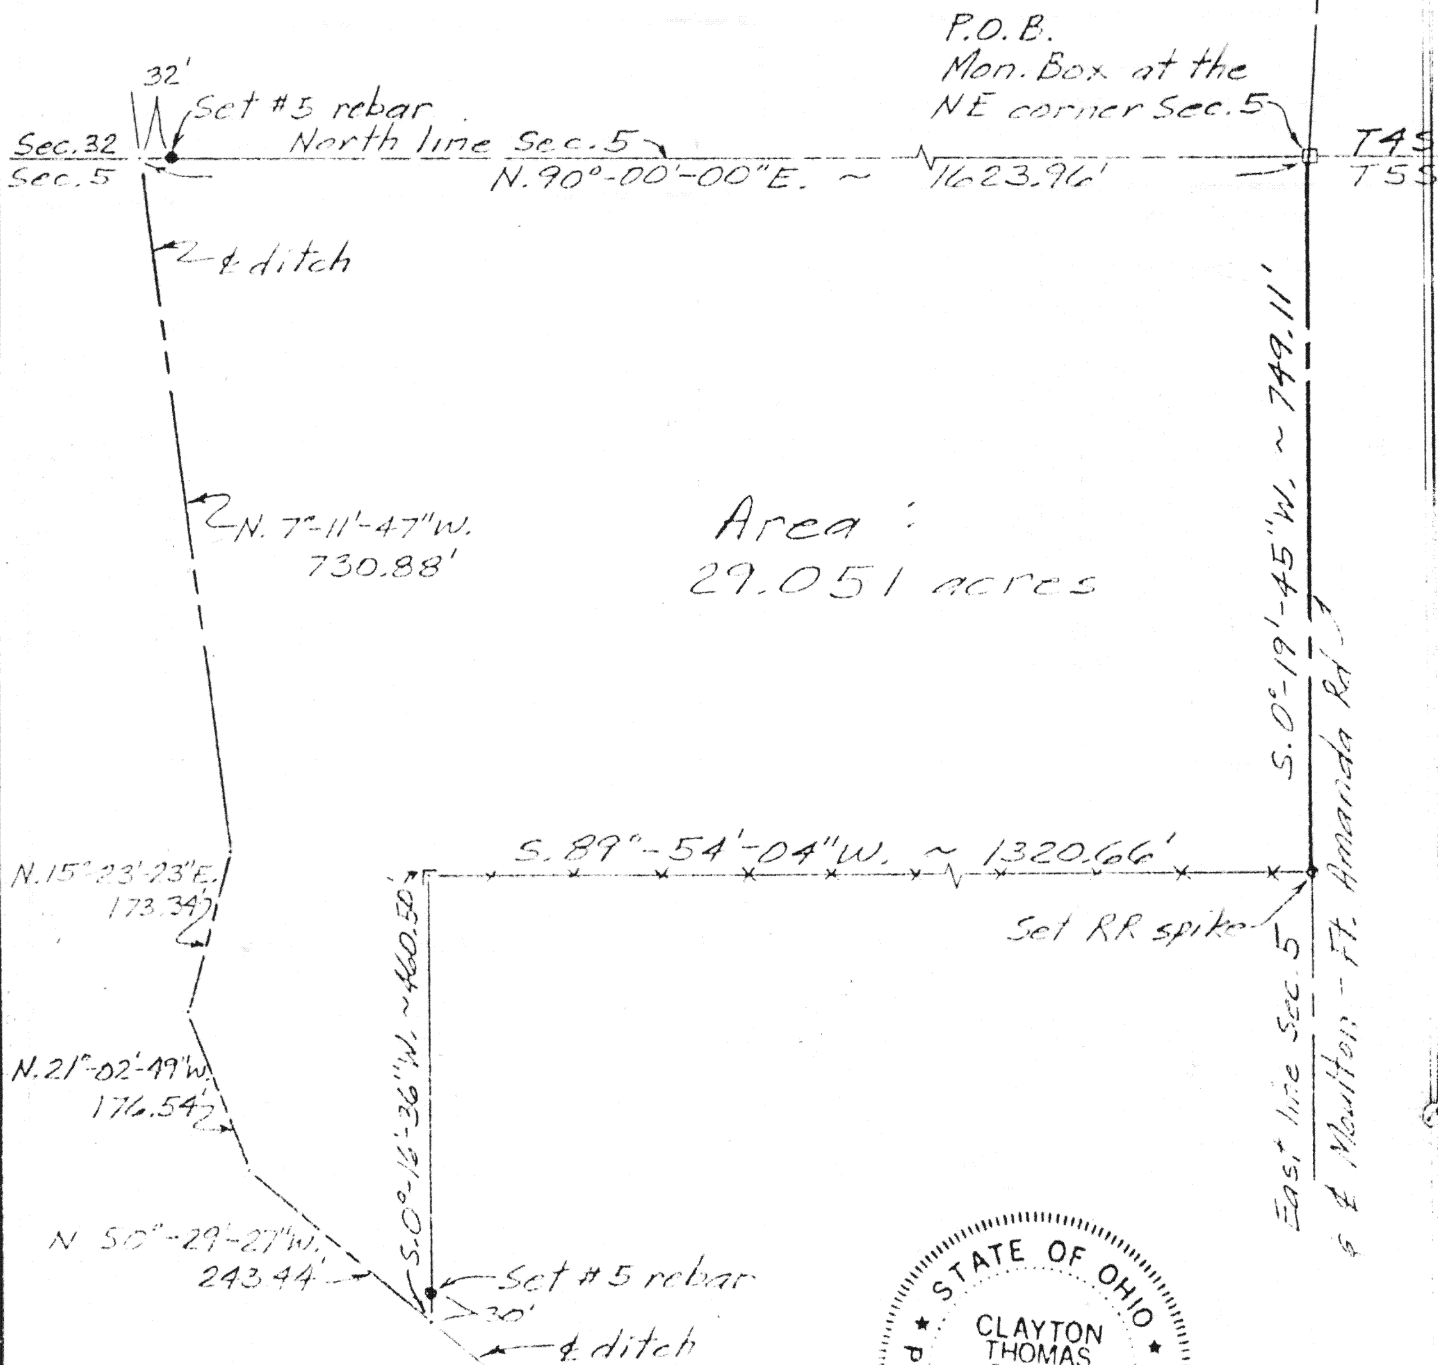 P.O.B.
Mon. Box at the
NE corner Sec. 5
32'
Set #5 rebar
North line Sec. 5
Sec. 32
Sec. 5
T4S
T5S
N. 90°-00'-00"E. ~ 1623.96'
℄ ditch
S. 0°-19'-45"W. ~ 749.11'
N. 7°-11'-47"W.
730.88'
Area :
29.051 acres
S. 89°-54'-04"W. ~ 1320.66'
N. 15°-23'-23"E.
173.34'
Set RR spike
S. 0°-16'-36"W. ~ 460.50'
East line Sec. 5
& ℄ Moulton - Ft. Amanda Rd
N. 21°-02'-49"W.
176.54'
N 50°-29'-27"W.
243.44'
Set #5 rebar
30'
℄ ditch
STATE OF OHIO
CLAYTON
THOMAS